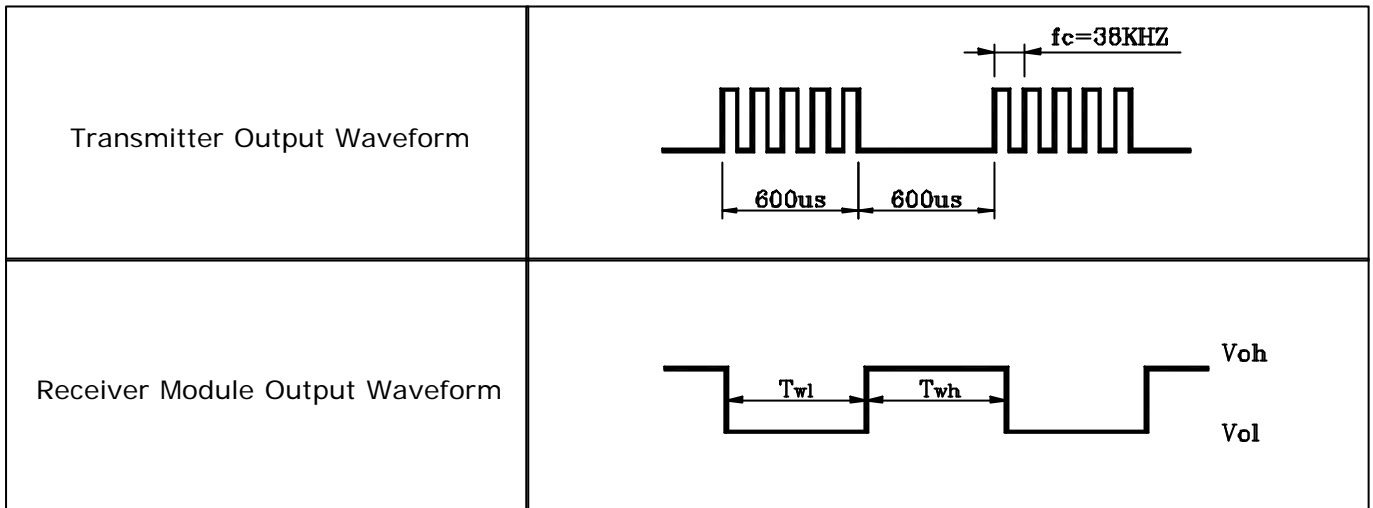 fc=38KHZ
Transmitter Output Waveform
600us 600us
Voh
Receiver Module Output Waveform
Twl Twh
Vol